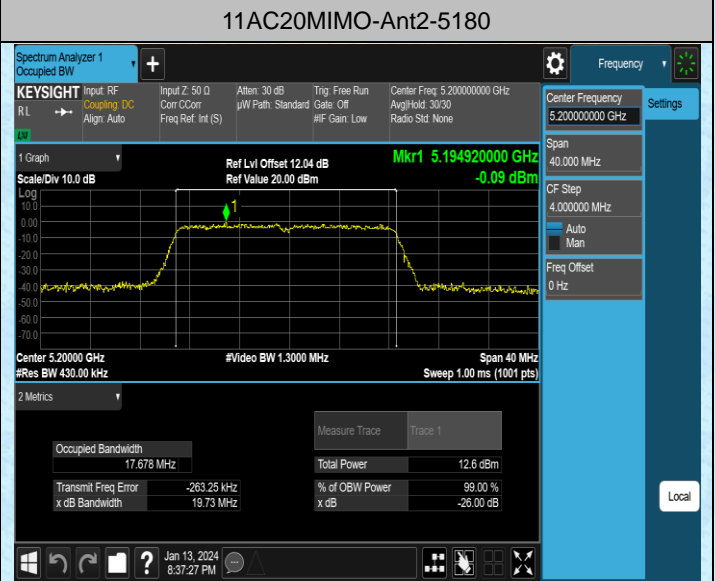 11AC20MIMO-Ant2-5180
Spectrum Analyzer 1
Occupied BW
+
Frequency
KEYSIGHT
RL
LXI
Input: RF
Coupling: DC
Align: Auto
Input Z: 50 Ω
Corr CCorr
Freq Ref: Int (S)
Atten: 30 dB
µW Path: Standard
Trig: Free Run
Gate: Off
#IF Gain: Low
Center Freq: 5.200000000 GHz
Avg|Hold: 30/30
Radio Std: None
1 Graph
Scale/Div 10.0 dB
Ref Lvl Offset 12.04 dB
Ref Value 20.00 dBm
Mkr1 5.194920000 GHz
-0.09 dBm
Log
10.0
0.00
-10.0
-20.0
-30.0
-40.0
-50.0
-60.0
-70.0
1
Center 5.20000 GHz
#Res BW 430.00 kHz
#Video BW 1.3000 MHz
Span 40 MHz
Sweep 1.00 ms (1001 pts)
2 Metrics
Measure Trace
Trace 1
Occupied Bandwidth
17.678 MHz
Total Power
12.6 dBm
Transmit Freq Error
-263.25 kHz
% of OBW Power
99.00 %
x dB Bandwidth
19.73 MHz
x dB
-26.00 dB
Center Frequency
5.200000000 GHz
Span
40.000 MHz
CF Step
4.000000 MHz
Auto
Man
Freq Offset
0 Hz
Settings
Local
?
Jan 13, 2024
8:37:27 PM